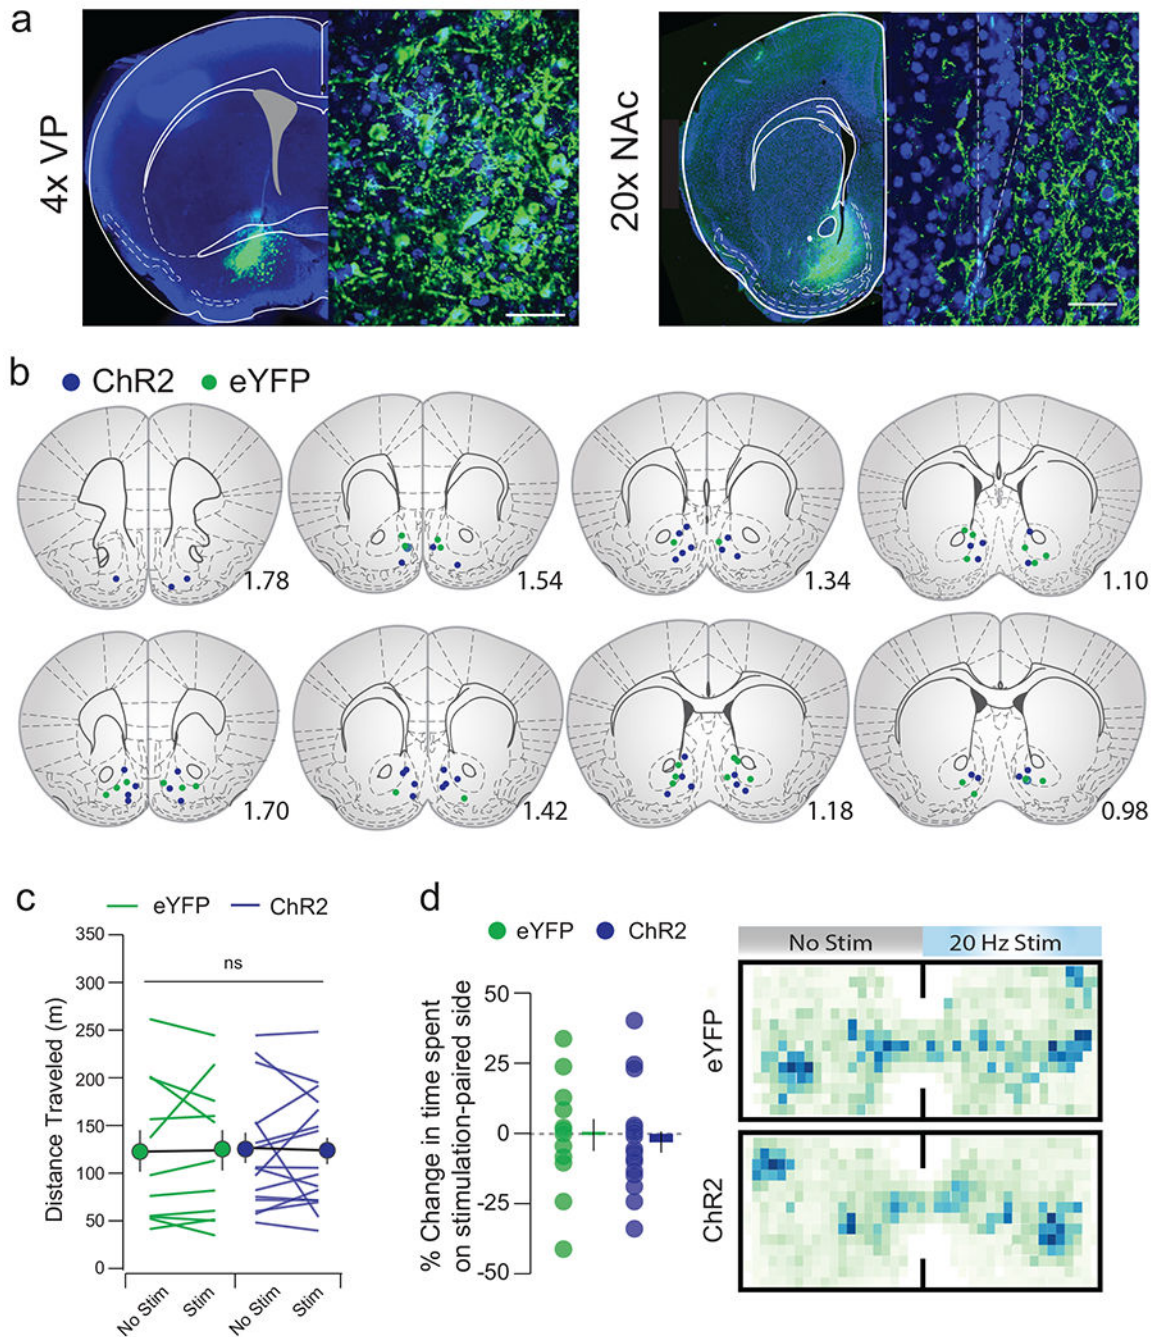 a
4x VP
20x NAc
b
ChR2 eYFP
1.78
1.54
1.34
1.10
1.70
1.42
1.18
0.98
c
eYFP ChR2
Distance Traveled (m)
350
300
250
200
150
100
50
0
ns
No Stim
Stim
No Stim
Stim
d
eYFP ChR2
% Change in time spent
on stimulation-paired side
50
25
0
-25
-50
No Stim 20 Hz Stim
eYFP
ChR2